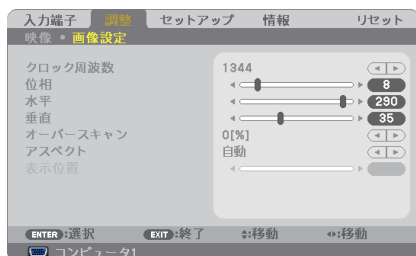 入力端子 調整 セットアップ 情報 リセット
映像 • 画像設定
クロック周波数 1344
位相 8
水平 290
垂直 35
オーバースキャン 0[%]
アスペクト 自動
表示位置
ENTER:選択 EXIT:終了 :移動 :移動
コンピュータ1